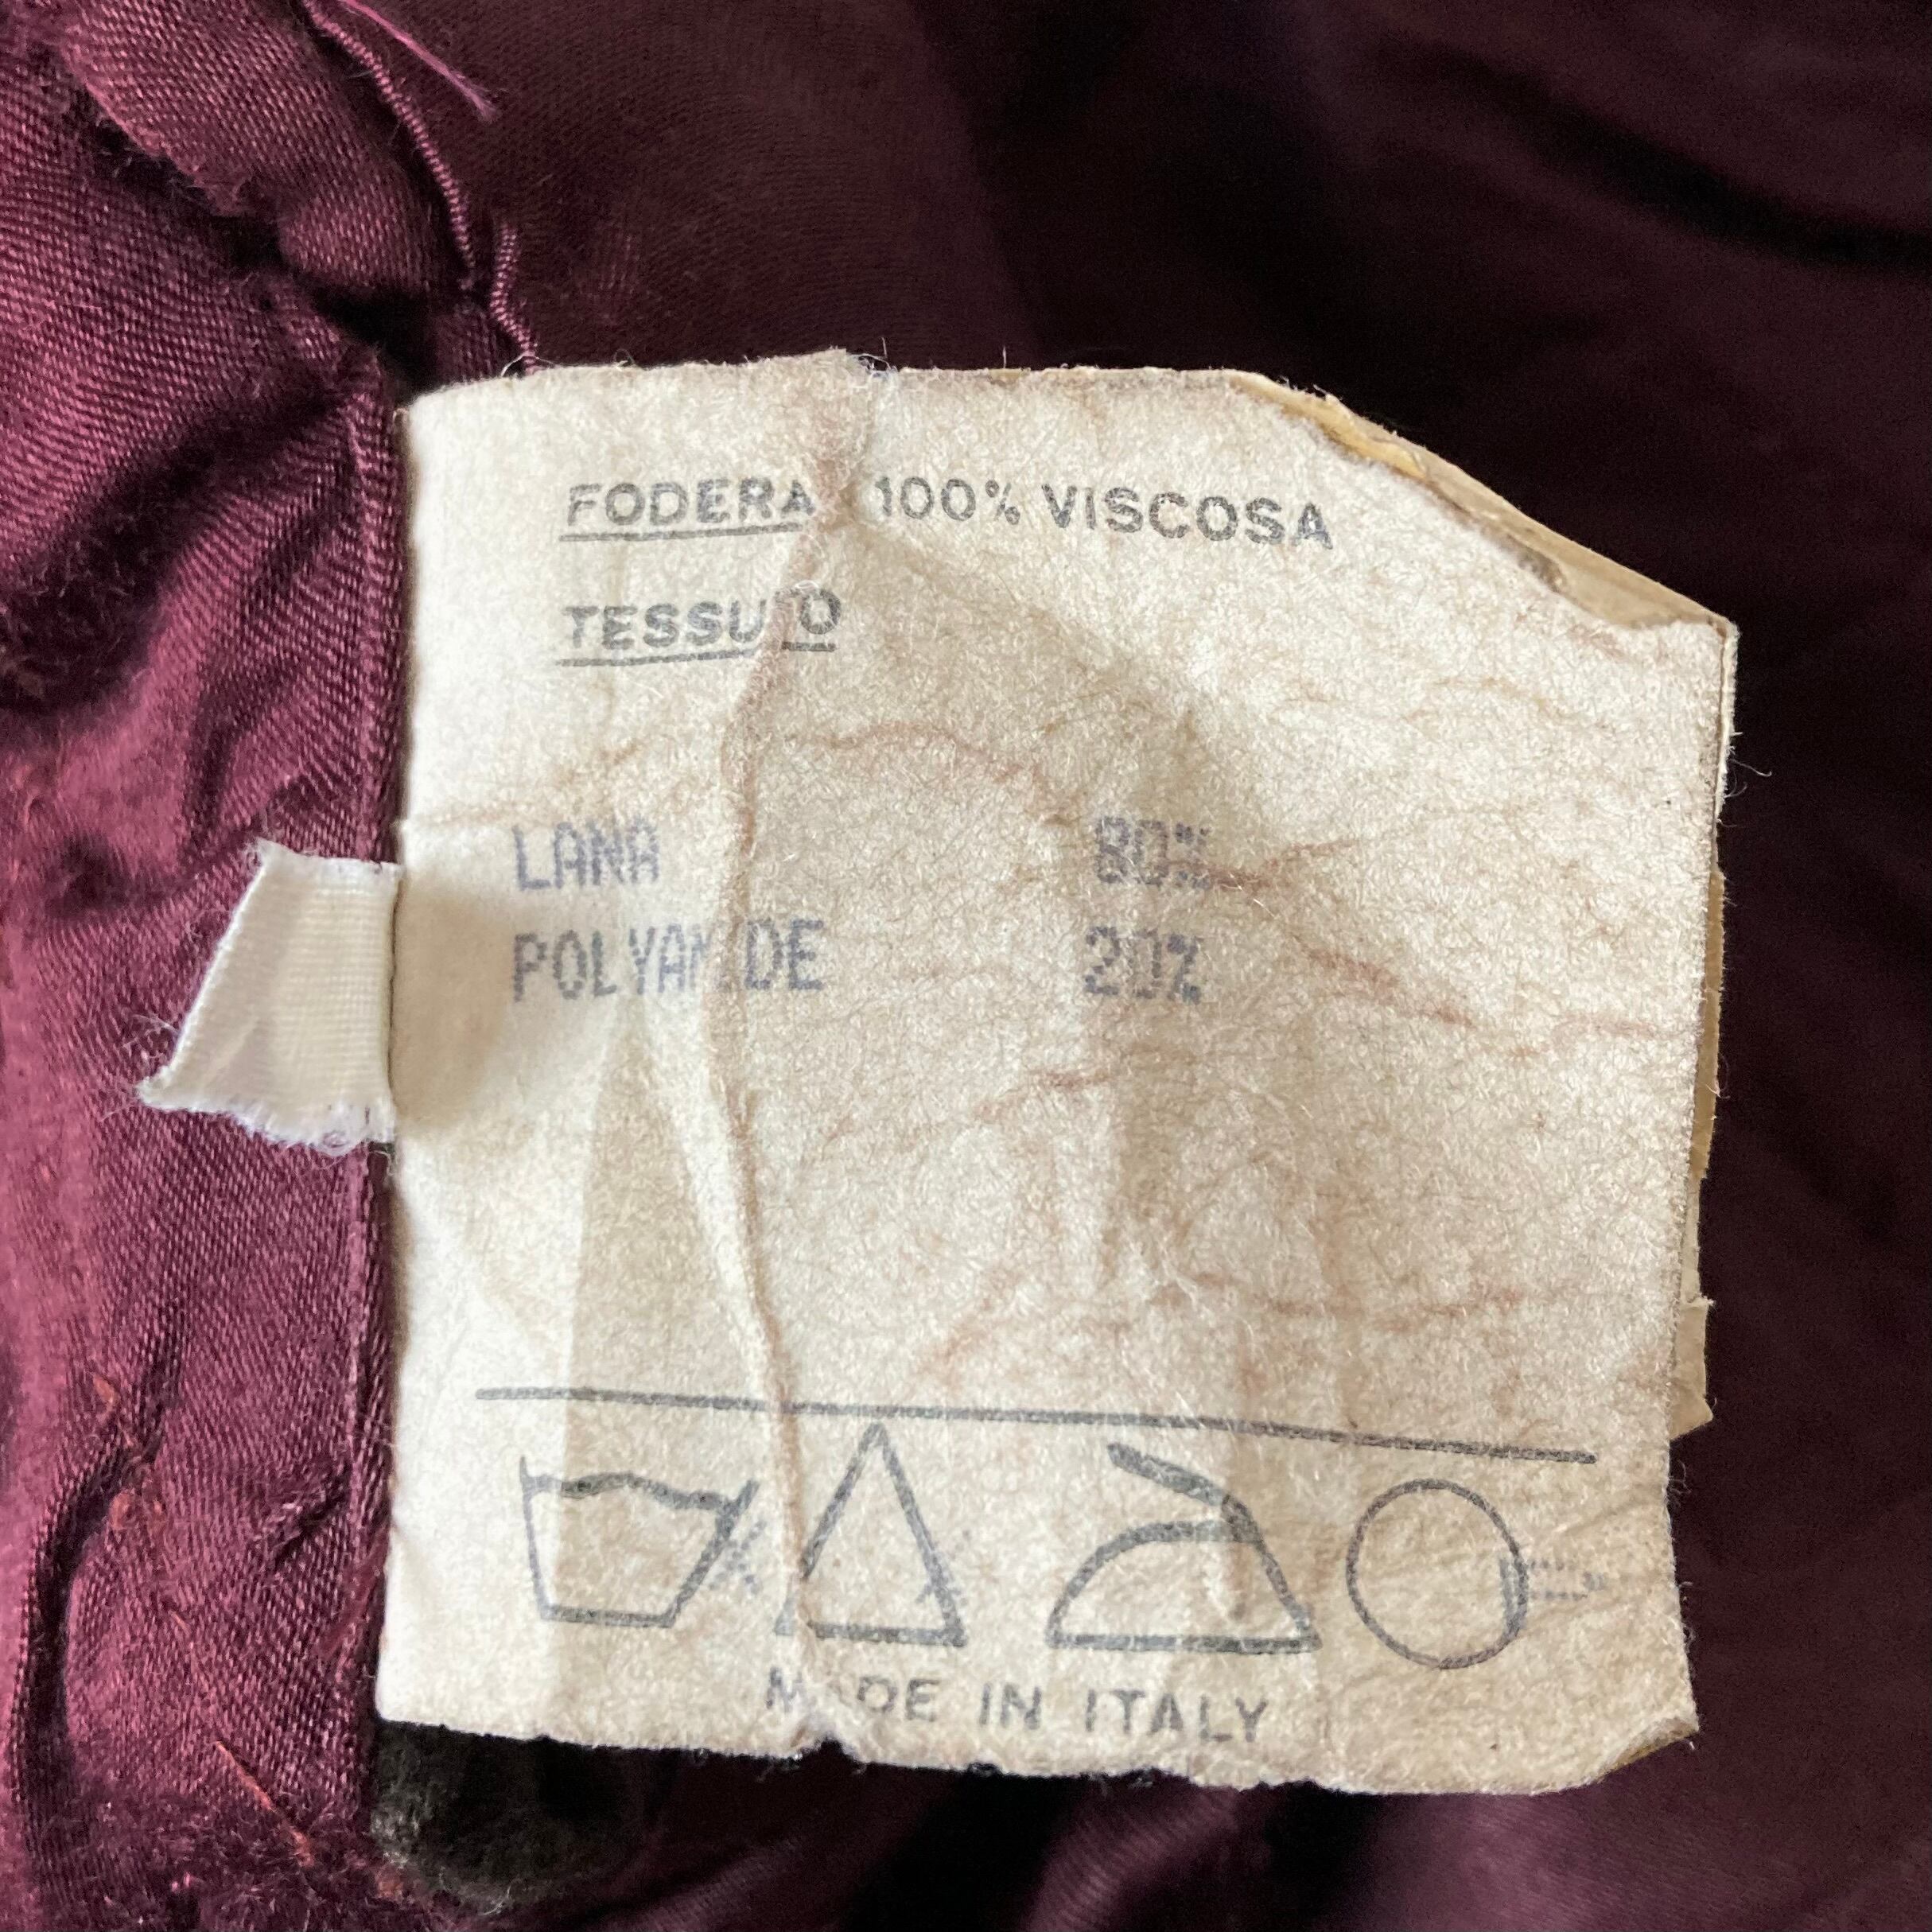 FODERA 100% VISCOSA
TESSUTO
LANA 80%
POLYAMIDE 20%
MADE IN ITALY